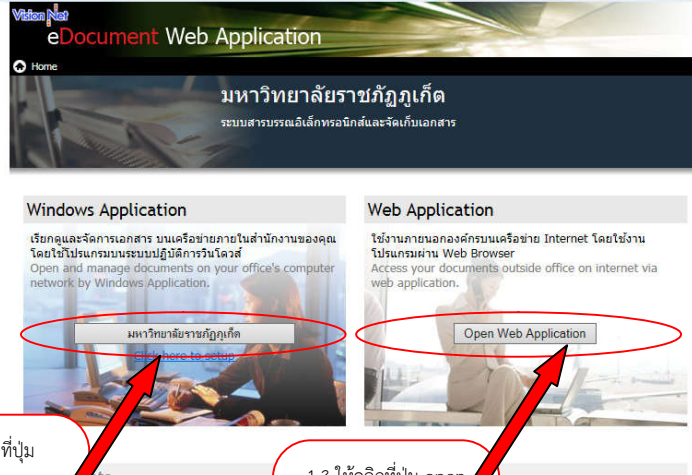 Vision Net
eDocument Web Application
Home
มหาวิทยาลัยราชภัฏภูเก็ต
ระบบสารบรรณอิเล็กทรอนิกส์และจัดเก็บเอกสาร
Windows Application
เรียกดูและจัดการเอกสาร บนเครือข่ายภายในสำนักงานของคุณ
โดยใช้โปรแกรมบนระบบปฏิบัติการวินโดวส์
Open and manage documents on your office's computer
network by Windows Application.
มหาวิทยาลัยราชภัฏภูเก็ต
Click here to setup
Web Application
ใช้งานภายนอกองค์กรบนเครือข่าย Internet โดยใช้งาน
โปรแกรมผ่าน Web Browser
Access your documents outside office on internet via
web application.
Open Web Application
ที่ปุ่ม
ให้คลิกที่ปุ่ม open